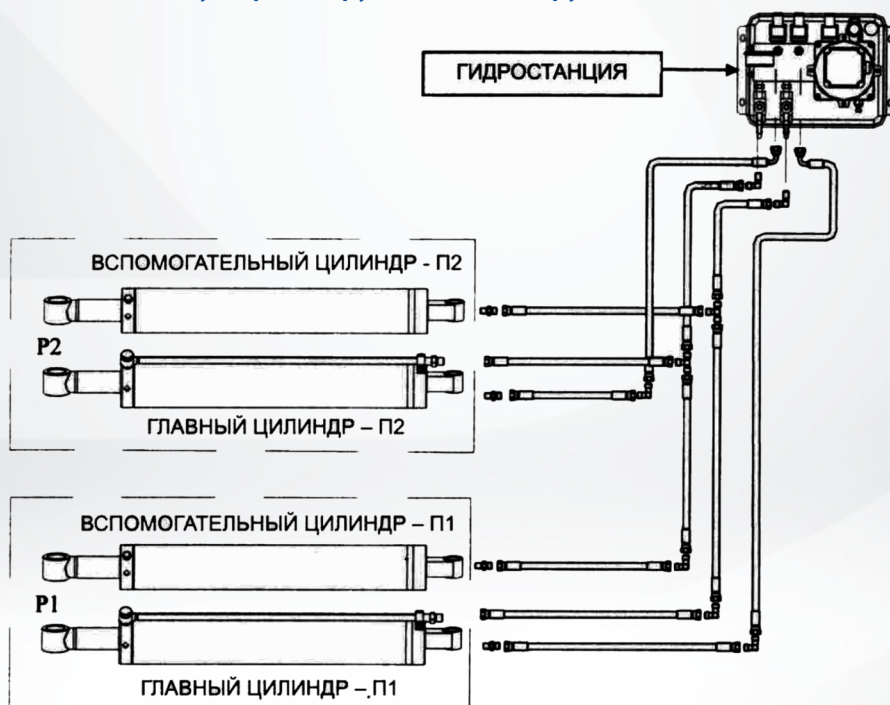 ГИДРОСТАНЦИЯ
ВСПОМОГАТЕЛЬНЫЙ ЦИЛИНДР - П2
P2
ГЛАВНЫЙ ЦИЛИНДР – П2
ВСПОМОГАТЕЛЬНЫЙ ЦИЛИНДР – П1
P1
ГЛАВНЫЙ ЦИЛИНДР – П1